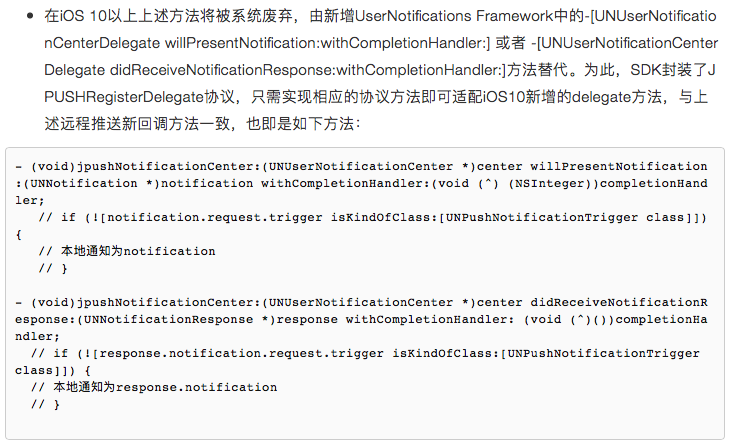 • 在iOS 10以上上述方法将被系统废弃，由新增UserNotifications Framework中的-[UNUserNotificatio
nCenterDelegate willPresentNotification:withCompletionHandler:] 或者 -[UNUserNotificationCenter
Delegate didReceiveNotificationResponse:withCompletionHandler:]方法替代。为此，SDK封装了J
PUSHRegisterDelegate协议，只需实现相应的协议方法即可适配iOS10新增的delegate方法，与上
述远程推送新回调方法一致，也即是如下方法：
- (void)jpushNotificationCenter:(UNUserNotificationCenter *)center willPresentNotification
:(UNNotification *)notification withCompletionHandler:(void (^) (NSInteger))completionHand
ler;
// if (![notification.request.trigger isKindOfClass:[UNPushNotificationTrigger class]])
{
// 本地通知为notification
// }
- (void)jpushNotificationCenter:(UNUserNotificationCenter *)center didReceiveNotificationR
esponse:(UNNotificationResponse *)response withCompletionHandler: (void (^)())completionHa
ndler;
// if (![response.notification.request.trigger isKindOfClass:[UNPushNotificationTrigger
class]]) {
// 本地通知为response.notification
// }